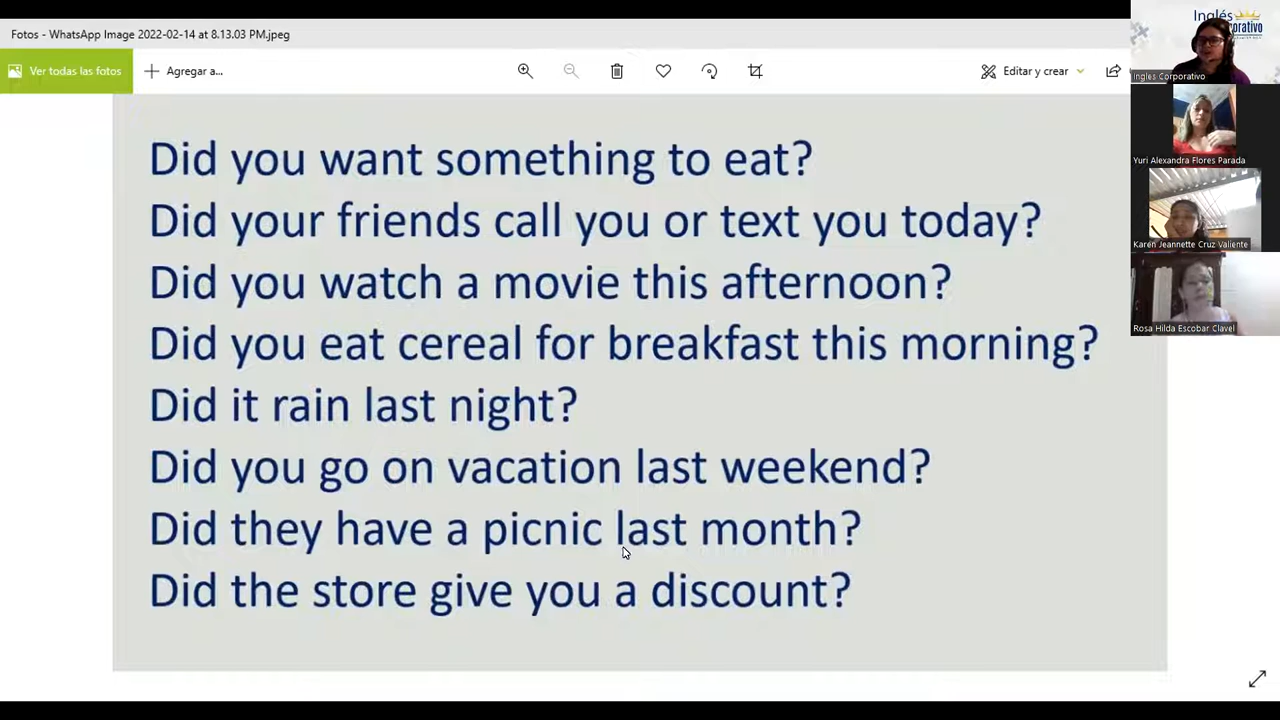 Fotos - WhatsApp Image 2022-02-14 at 8.13.03 PM.jpeg
Ver todas las fotos
Agregar a...
Editar y crear
Did you want something to eat?
Did your friends call you or text you today?
Did you watch a movie this afternoon?
Did you eat cereal for breakfast this morning?
Did it rain last night?
Did you go on vacation last weekend?
Did they have a picnic last month?
Did the store give you a discount?
Inglés
Ingles Corporativo
Yuri Alexandra Flores Parada
Karen Jeannette Cruz Valiente
Rosa Hilda Escobar Clavel